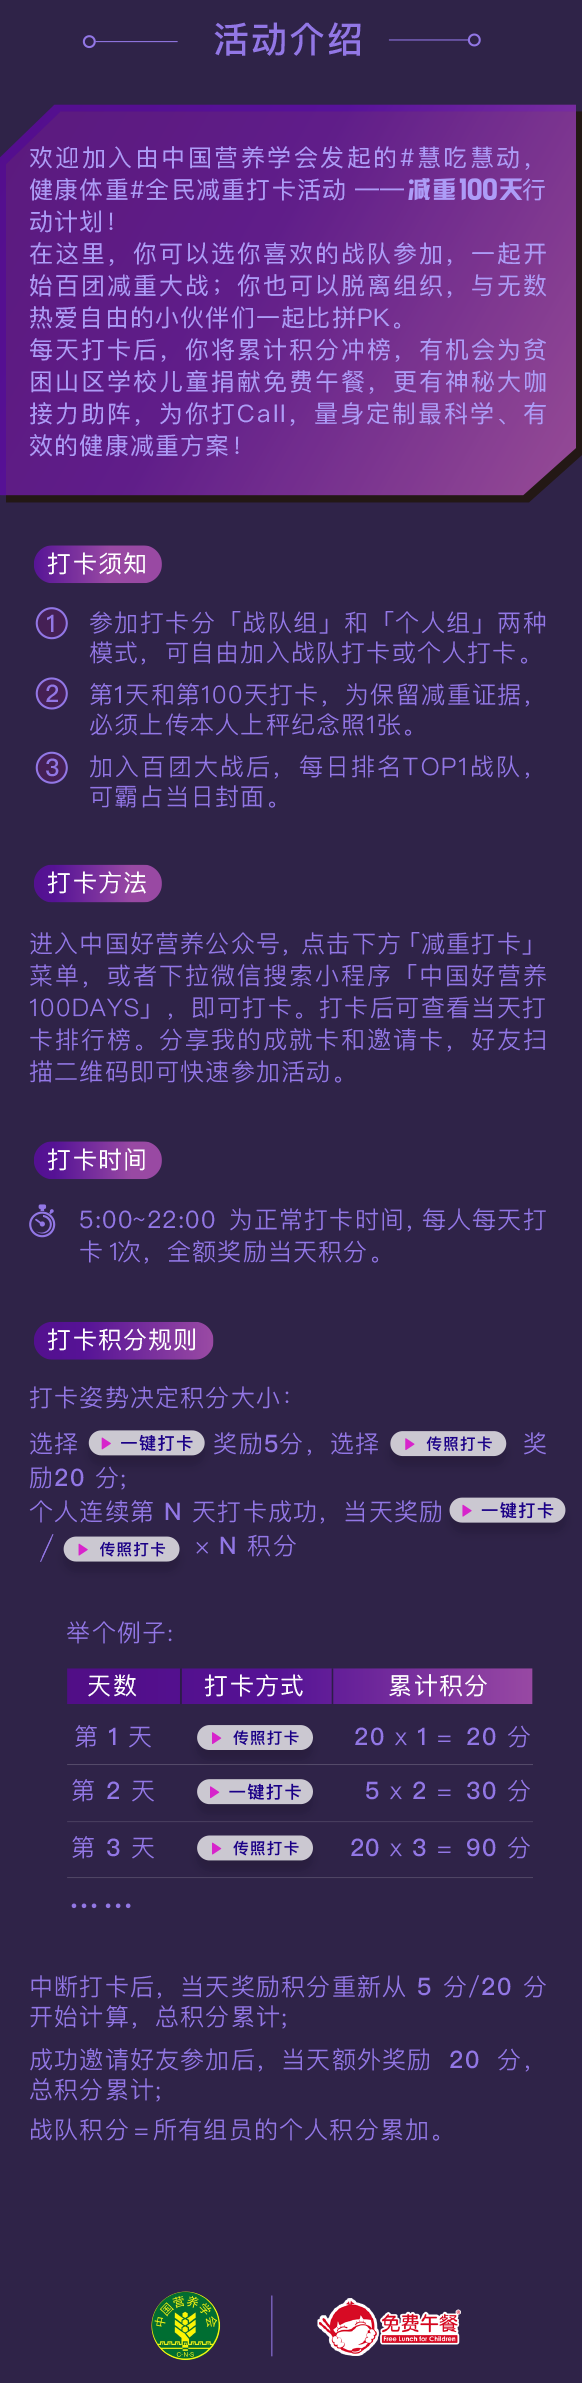 活动介绍
欢迎加入由中国营养学会发起的#慧吃慧动，
健康体重#全民减重打卡活动 ——减重100天行
动计划！
在这里，你可以选你喜欢的战队参加，一起开
始百团减重大战；你也可以脱离组织，与无数
热爱自由的小伙伴们一起比拼PK。
每天打卡后，你将累计积分冲榜，有机会为贫
困山区学校儿童捐献免费午餐，更有神秘大咖
接力助阵，为你打Call，量身定制最科学、有
效的健康减重方案！
打卡须知
1 参加打卡分「战队组」和「个人组」两种
模式，可自由加入战队打卡或个人打卡。
2 第1天和第100天打卡，为保留减重证据，
必须上传本人上秤纪念照1张。
3 加入百团大战后，每日排名TOP1战队，
可霸占当日封面。
打卡方法
进入中国好营养公众号，点击下方「减重打卡」
菜单，或者下拉微信搜索小程序「中国好营养
100DAYS」，即可打卡。打卡后可查看当天打
卡排行榜。分享我的成就卡和邀请卡，好友扫
描二维码即可快速参加活动。
打卡时间
5:00~22:00 为正常打卡时间，每人每天打
卡 1次，全额奖励当天积分。
打卡积分规则
打卡姿势决定积分大小：
选择 一键打卡 奖励5分，选择 传照打卡 奖
励20 分；
个人连续第 N 天打卡成功，当天奖励 一键打卡
/ 传照打卡 × N 积分
举个例子：
天数 打卡方式 累计积分
第 1 天 传照打卡 20 x 1 = 20 分
第 2 天 一键打卡 5 x 2 = 30 分
第 3 天 传照打卡 20 x 3 = 90 分
……
中断打卡后，当天奖励积分重新从 5 分/20 分
开始计算，总积分累计；
成功邀请好友参加后，当天额外奖励 20 分，
总积分累计；
战队积分=所有组员的个人积分累加。
中国营养学会
C·N·S
免费午餐
Free Lunch for Children